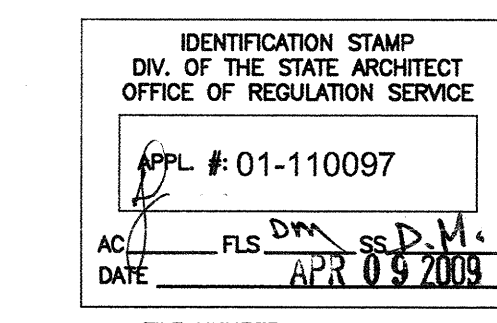 IDENTIFICATION STAMP
DIV. OF THE STATE ARCHITECT
OFFICE OF REGULATION SERVICE
APPL. #: 01-110097
AC FLS DM SS D.M.
DATE APR 09 2009